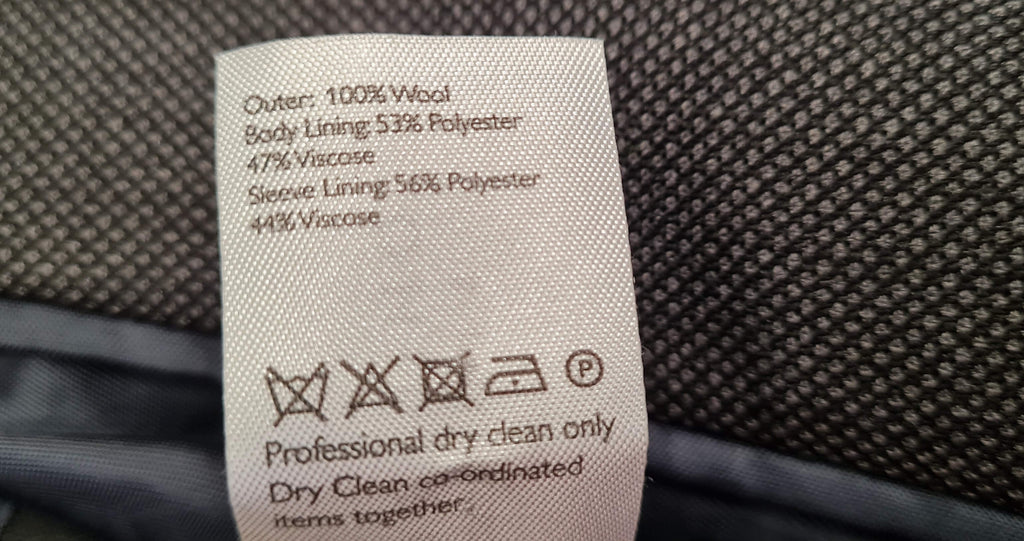 Outer: 100% Wool
Body Lining: 53% Polyester
47% Viscose
Sleeve Lining: 56% Polyester
44% Viscose
P
Professional dry clean only
Dry Clean co-ordinated
items together.